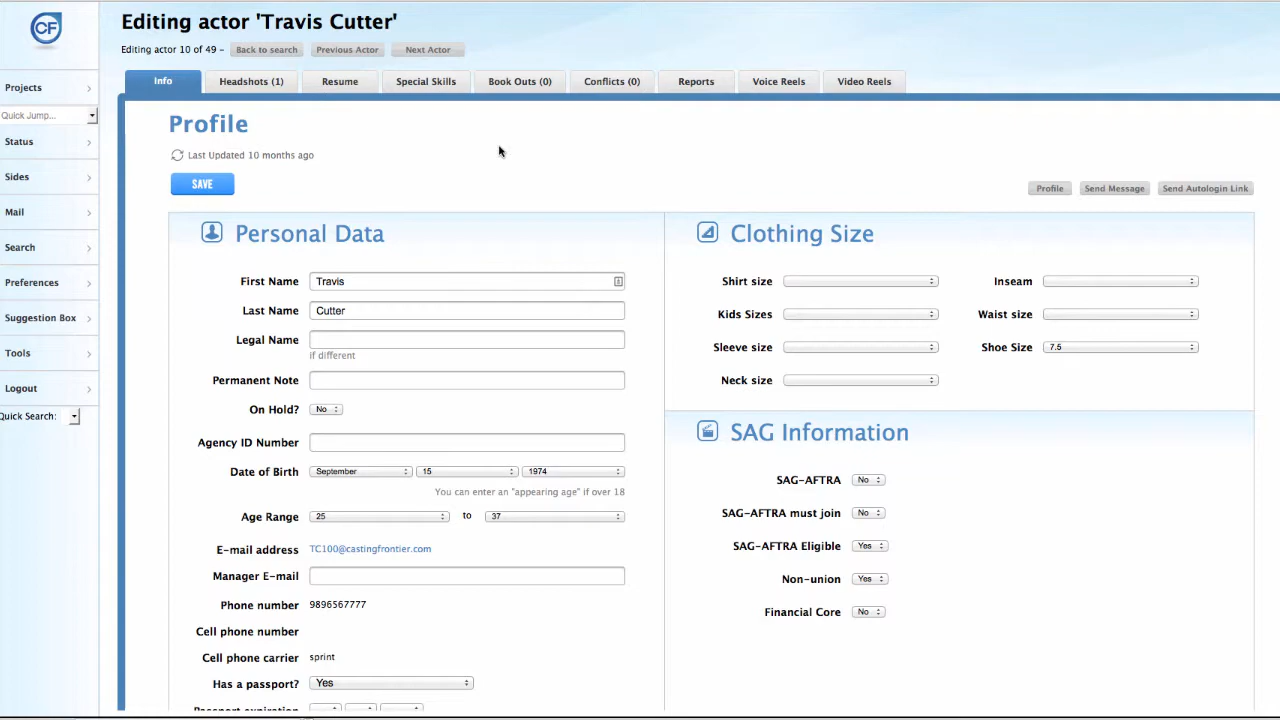 CF
Editing actor 'Travis Cutter'
Editing actor 10 of 49 – Back to search Previous Actor Next Actor
Info Headshots (1) Resume Special Skills Book Outs (0) Conflicts (0) Reports Voice Reels Video Reels
Projects
Quick Jump...
Status
Sides
Mail
Search
Preferences
Suggestion Box
Tools
Logout
Quick Search:
Profile
Last Updated 10 months ago
SAVE
Profile Send Message Send Autologin Link
Personal Data
First Name Travis
Last Name Cutter
Legal Name
if different
Permanent Note
On Hold? No
Agency ID Number
Date of Birth September 15 1974
You can enter an "appearing age" if over 18
Age Range 25 to 37
E-mail address TC100@castingfrontier.com
Manager E-mail
Phone number 9896567777
Cell phone number
Cell phone carrier sprint
Has a passport? Yes
Passport expiration
Clothing Size
Shirt size Inseam
Kids Sizes Waist size
Sleeve size Shoe Size 7.5
Neck size
SAG Information
SAG-AFTRA No
SAG-AFTRA must join No
SAG-AFTRA Eligible Yes
Non-union Yes
Financial Core No